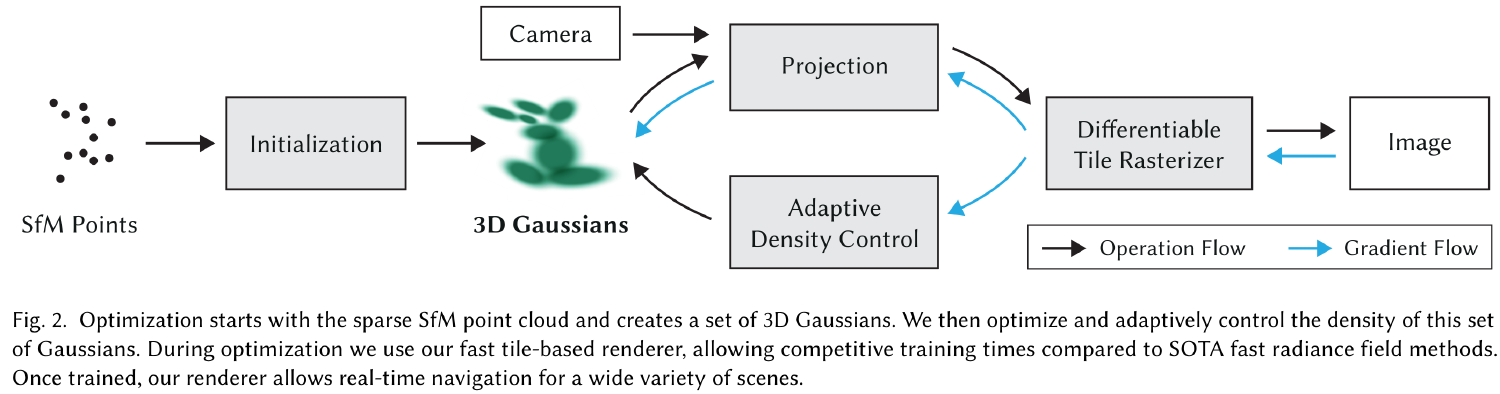 Camera
Projection
Initialization
Differentiable
Tile Rasterizer
Image
SfM Points
3D Gaussians
Adaptive
Density Control
Operation Flow
Gradient Flow
Fig. 2. Optimization starts with the sparse SfM point cloud and creates a set of 3D Gaussians. We then optimize and adaptively control the density of this set
of Gaussians. During optimization we use our fast tile-based renderer, allowing competitive training times compared to SOTA fast radiance field methods.
Once trained, our renderer allows real-time navigation for a wide variety of scenes.